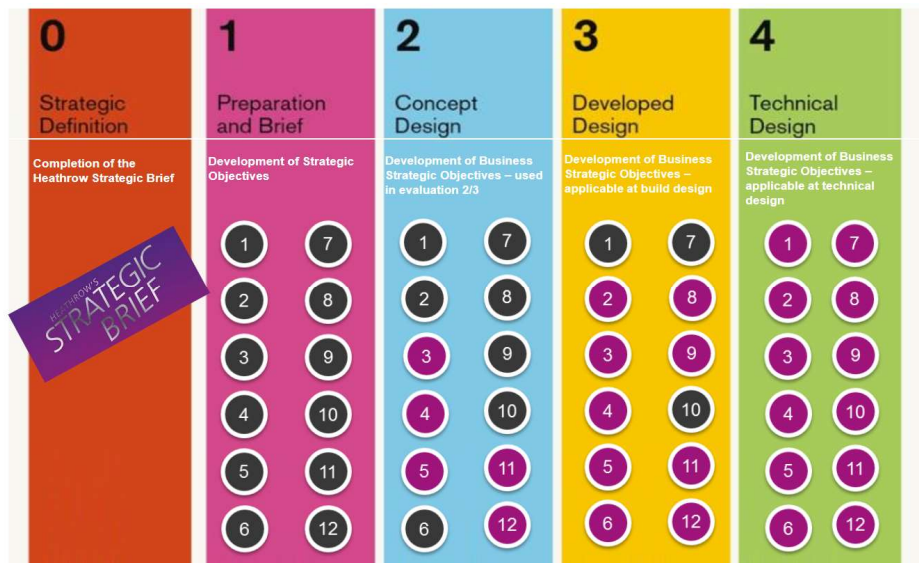 0
Strategic
Definition
Completion of the
Heathrow Strategic Brief
HEATHROW'S
STRATEGIC
BRIEF
1
Preparation
and Brief
Development of Strategic
Objectives
1 7
2 8
3 9
4 10
5 11
6 12
2
Concept
Design
Development of Business
Strategic Objectives – used
in evaluation 2/3
1 7
2 8
3 9
4 10
5 11
6 12
3
Developed
Design
Development of Business
Strategic Objectives –
applicable at build design
1 7
2 8
3 9
4 10
5 11
6 12
4
Technical
Design
Development of Business
Strategic Objectives –
applicable at technical
design
1 7
2 8
3 9
4 10
5 11
6 12